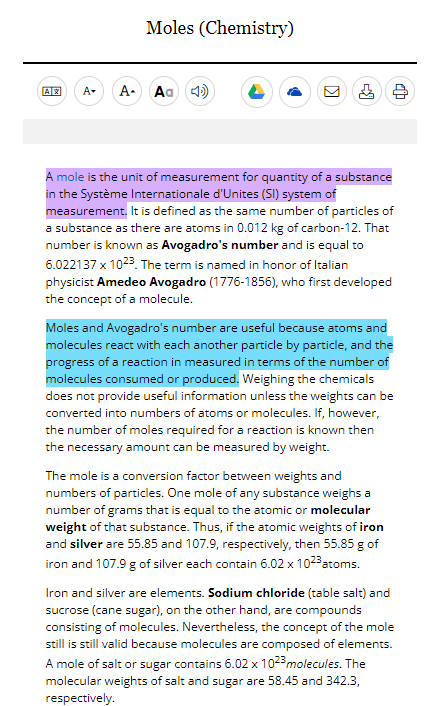 Moles (Chemistry)
A文 A- A- Aa
A mole is the unit of measurement for quantity of a substance
in the Système Internationale d'Unites (SI) system of
measurement. It is defined as the same number of particles of
a substance as there are atoms in 0.012 kg of carbon-12. That
number is known as Avogadro's number and is equal to
6.022137 x 10²³. The term is named in honor of Italian
physicist Amedeo Avogadro (1776-1856), who first developed
the concept of a molecule.
Moles and Avogadro's number are useful because atoms and
molecules react with each another particle by particle, and the
progress of a reaction in measured in terms of the number of
molecules consumed or produced. Weighing the chemicals
does not provide useful information unless the weights can be
converted into numbers of atoms or molecules. If, however,
the number of moles required for a reaction is known then
the necessary amount can be measured by weight.
The mole is a conversion factor between weights and
numbers of particles. One mole of any substance weighs a
number of grams that is equal to the atomic or molecular
weight of that substance. Thus, if the atomic weights of iron
and silver are 55.85 and 107.9, respectively, then 55.85 g of
iron and 107.9 g of silver each contain 6.02 x 10²³atoms.
Iron and silver are elements. Sodium chloride (table salt) and
sucrose (cane sugar), on the other hand, are compounds
consisting of molecules. Nevertheless, the concept of the mole
still is still valid because molecules are composed of elements.
A mole of salt or sugar contains 6.02 x 10²³molecules. The
molecular weights of salt and sugar are 58.45 and 342.3,
respectively.